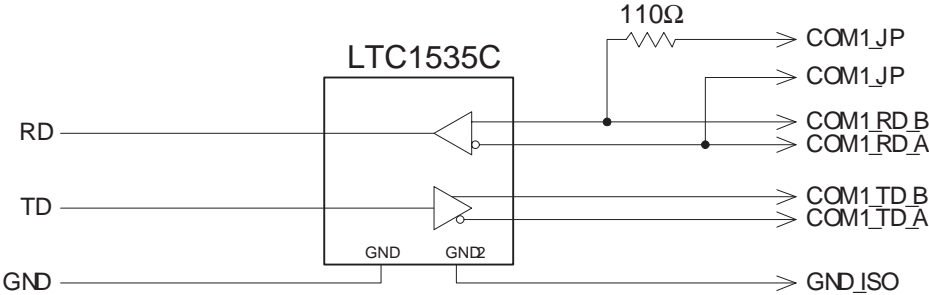 110Ω
COM1_JP
LTC1535C
COM1_JP
RD
COM1_RD_B
COM1_RD_A
TD
COM1_TD_B
COM1_TD_A
GND
GND2
GND
GND_ISO